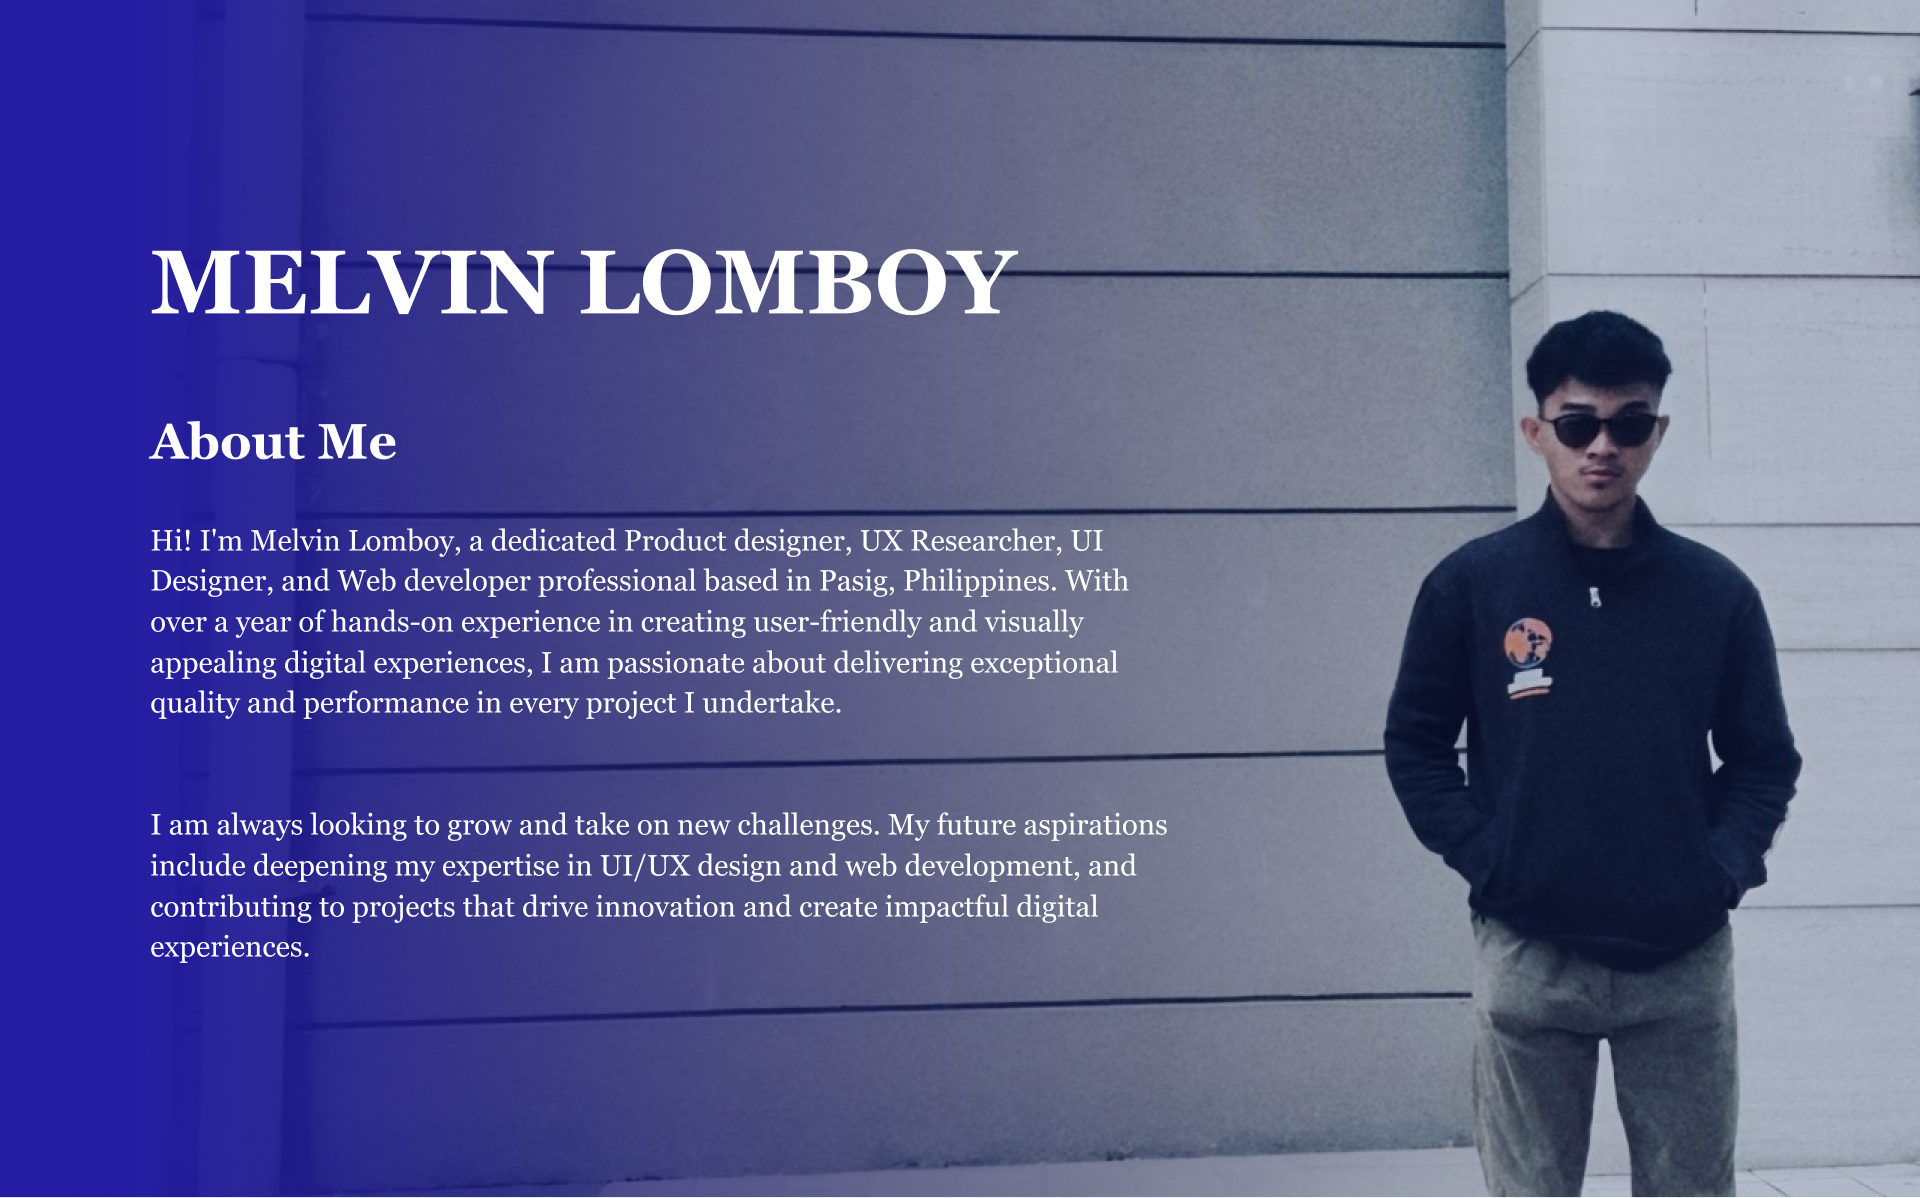 MELVIN LOMBOY
About Me
Hi! I'm Melvin Lomboy, a dedicated Product designer, UX Researcher, UI
Designer, and Web developer professional based in Pasig, Philippines. With
over a year of hands-on experience in creating user-friendly and visually
appealing digital experiences, I am passionate about delivering exceptional
quality and performance in every project I undertake.
I am always looking to grow and take on new challenges. My future aspirations
include deepening my expertise in UI/UX design and web development, and
contributing to projects that drive innovation and create impactful digital
experiences.